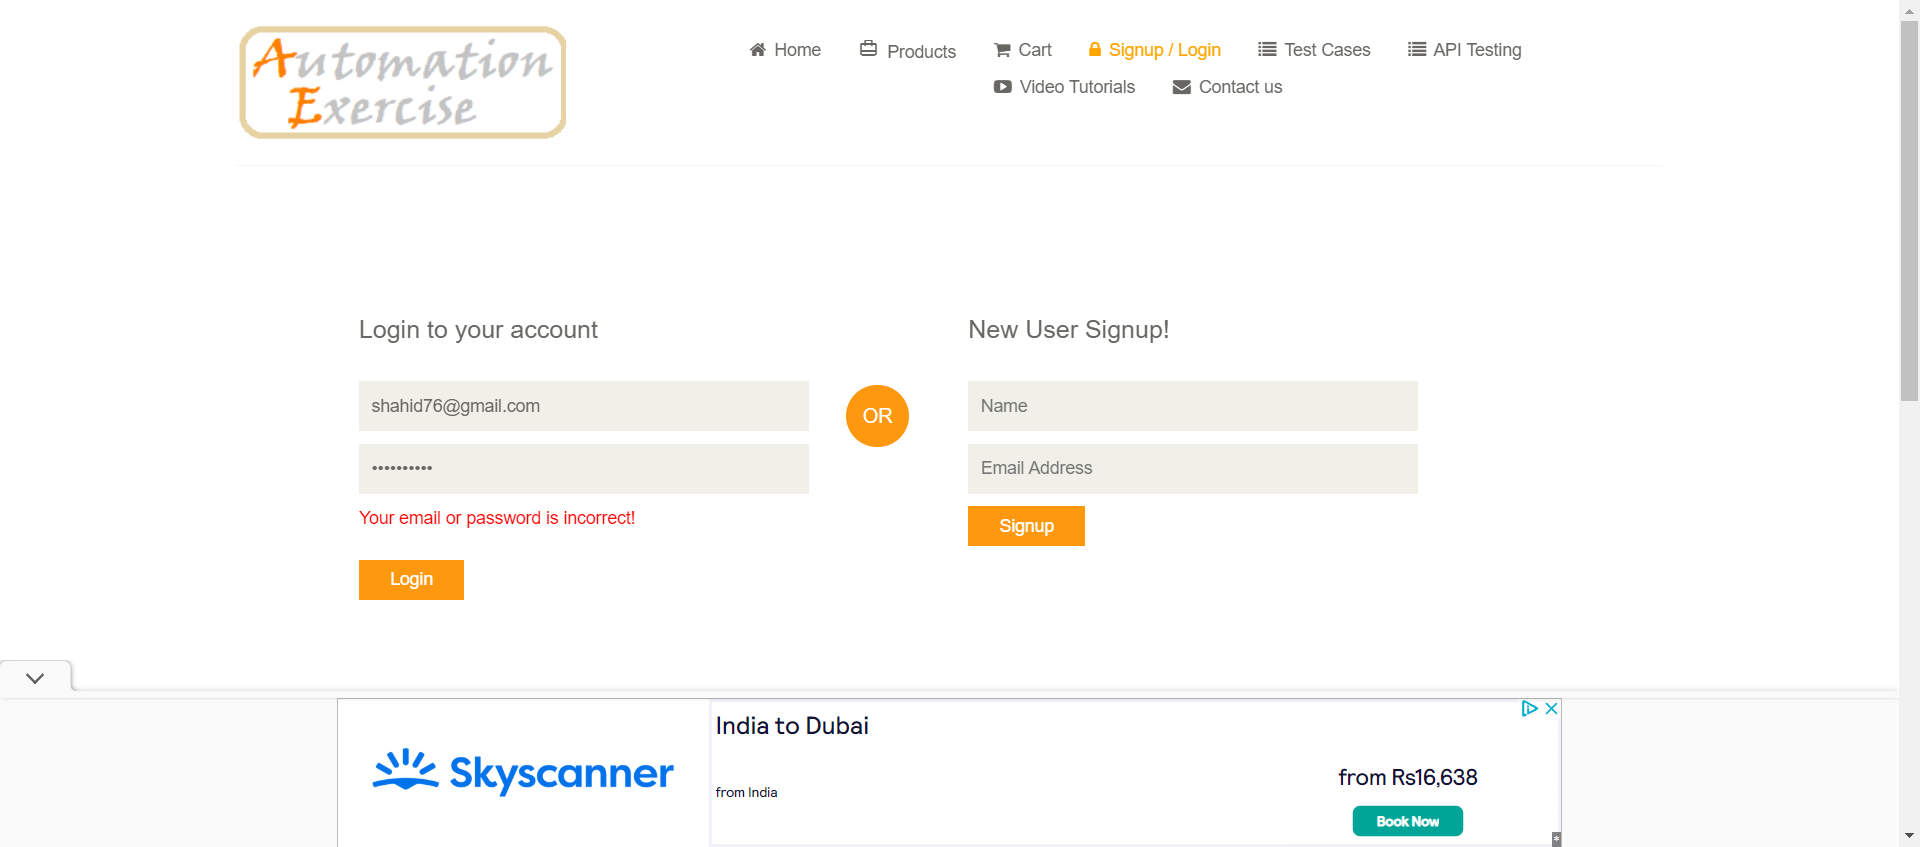 Automation
Exercise
Home
Products
Cart
Signup / Login
Test Cases
API Testing
Video Tutorials
Contact us
Login to your account
shahid76@gmail.com
••••••••••
Your email or password is incorrect!
Login
OR
New User Signup!
Name
Email Address
Signup
Skyscanner
India to Dubai
from India
from Rs16,638
Book Now